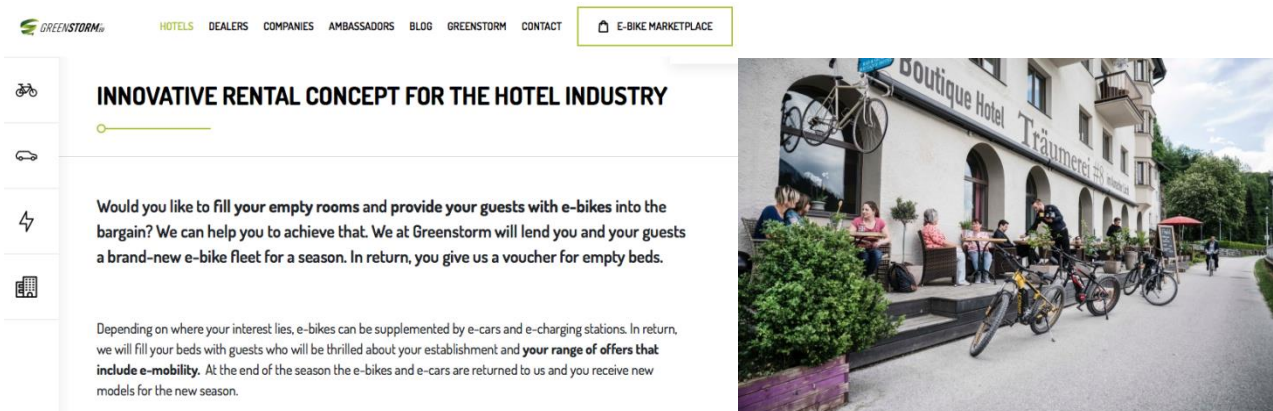 GREENSTORM
HOTELS DEALERS COMPANIES AMBASSADORS BLOG GREENSTORM CONTACT E-BIKE MARKETPLACE
INNOVATIVE RENTAL CONCEPT FOR THE HOTEL INDUSTRY
Would you like to fill your empty rooms and provide your guests with e-bikes into the
bargain? We can help you to achieve that. We at Greenstorm will lend you and your guests
a brand-new e-bike fleet for a season. In return, you give us a voucher for empty beds.
Depending on where your interest lies, e-bikes can be supplemented by e-cars and e-charging stations. In return,
we will fill your beds with guests who will be thrilled about your establishment and your range of offers that
include e-mobility. At the end of the season the e-bikes and e-cars are returned to us and you receive new
models for the new season.
Boutique Hotel
Träumerei #8